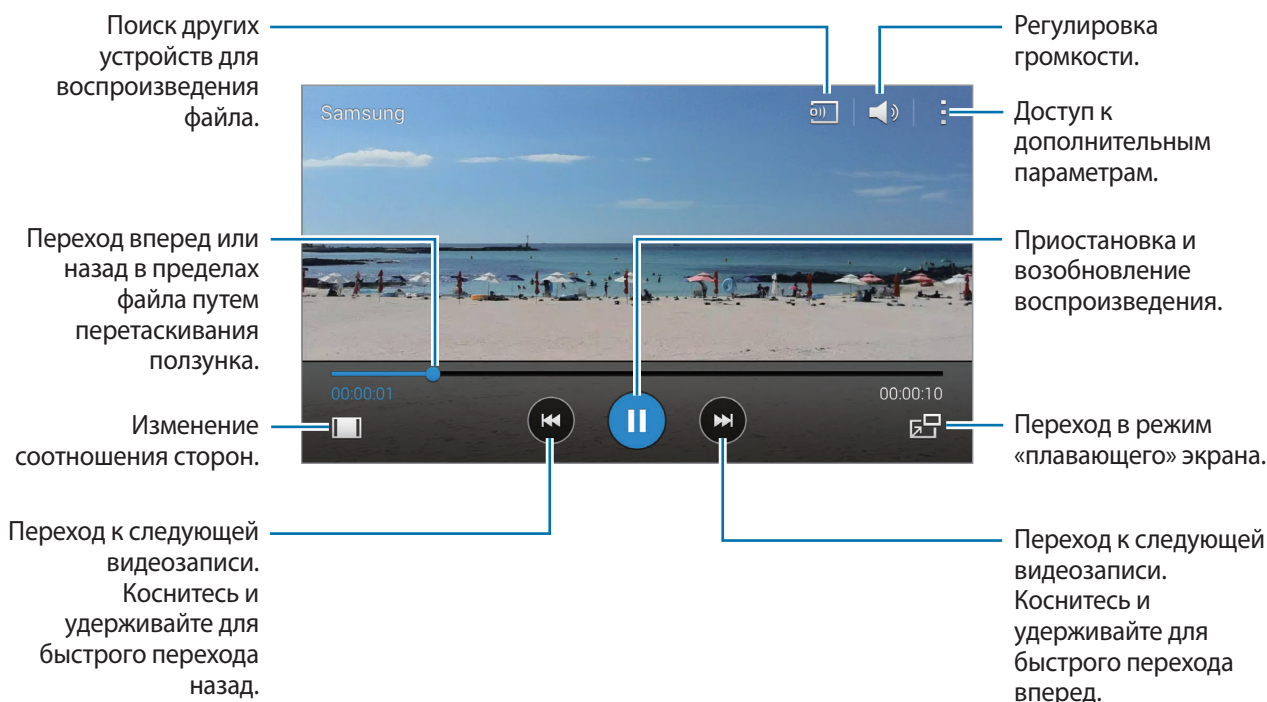 Поиск других
устройств для
воспроизведения
файла.
Регулировка
громкости.
Доступ к
дополнительным
параметрам.
Samsung
Переход вперед или
назад в пределах
файла путем
перетаскивания
ползунка.
Приостановка и
возобновление
воспроизведения.
00:00:01
00:00:10
Изменение
соотношения сторон.
Переход в режим
«плавающего» экрана.
Переход к следующей
видеозаписи.
Коснитесь и
удерживайте для
быстрого перехода
назад.
Переход к следующей
видеозаписи.
Коснитесь и
удерживайте для
быстрого перехода
вперед.